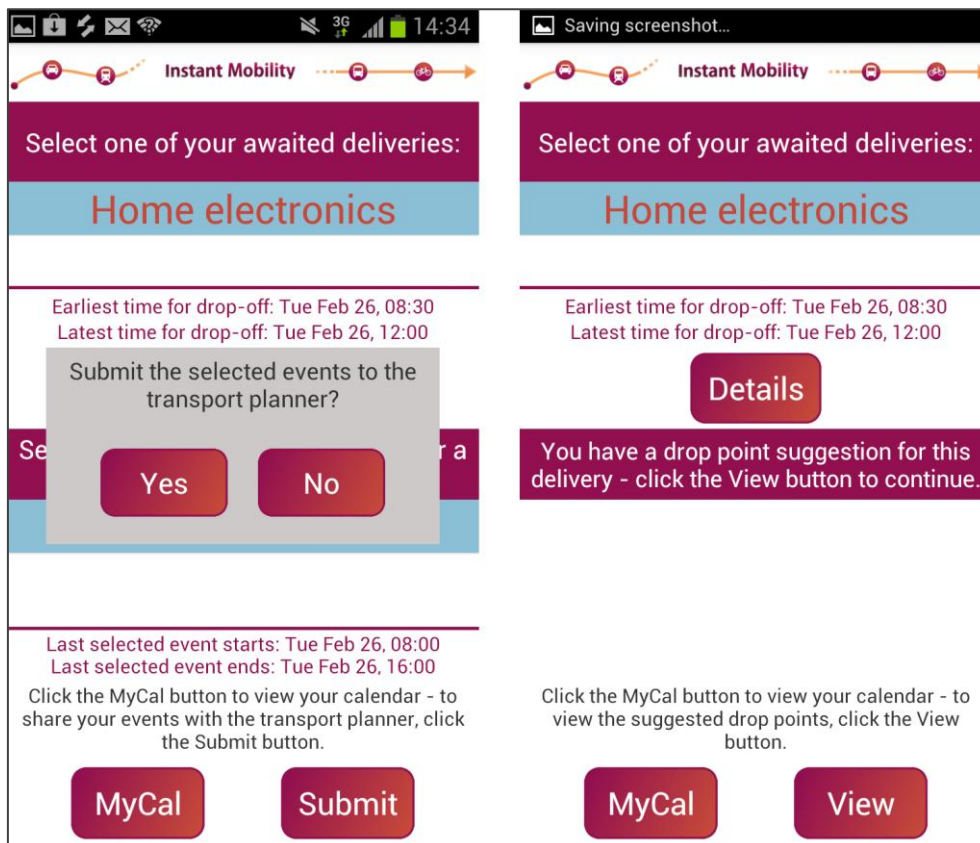 3G 14:34
Instant Mobility
Select one of your awaited deliveries:
Home electronics
Earliest time for drop-off: Tue Feb 26, 08:30
Latest time for drop-off: Tue Feb 26, 12:00
Submit the selected events to the
transport planner?
Se r a
Yes No
Last selected event starts: Tue Feb 26, 08:00
Last selected event ends: Tue Feb 26, 16:00
Click the MyCal button to view your calendar - to
share your events with the transport planner, click
the Submit button.
MyCal Submit
Saving screenshot...
Instant Mobility
Select one of your awaited deliveries:
Home electronics
Earliest time for drop-off: Tue Feb 26, 08:30
Latest time for drop-off: Tue Feb 26, 12:00
Details
You have a drop point suggestion for this
delivery - click the View button to continue.
Click the MyCal button to view your calendar - to
view the suggested drop points, click the View
button.
MyCal View